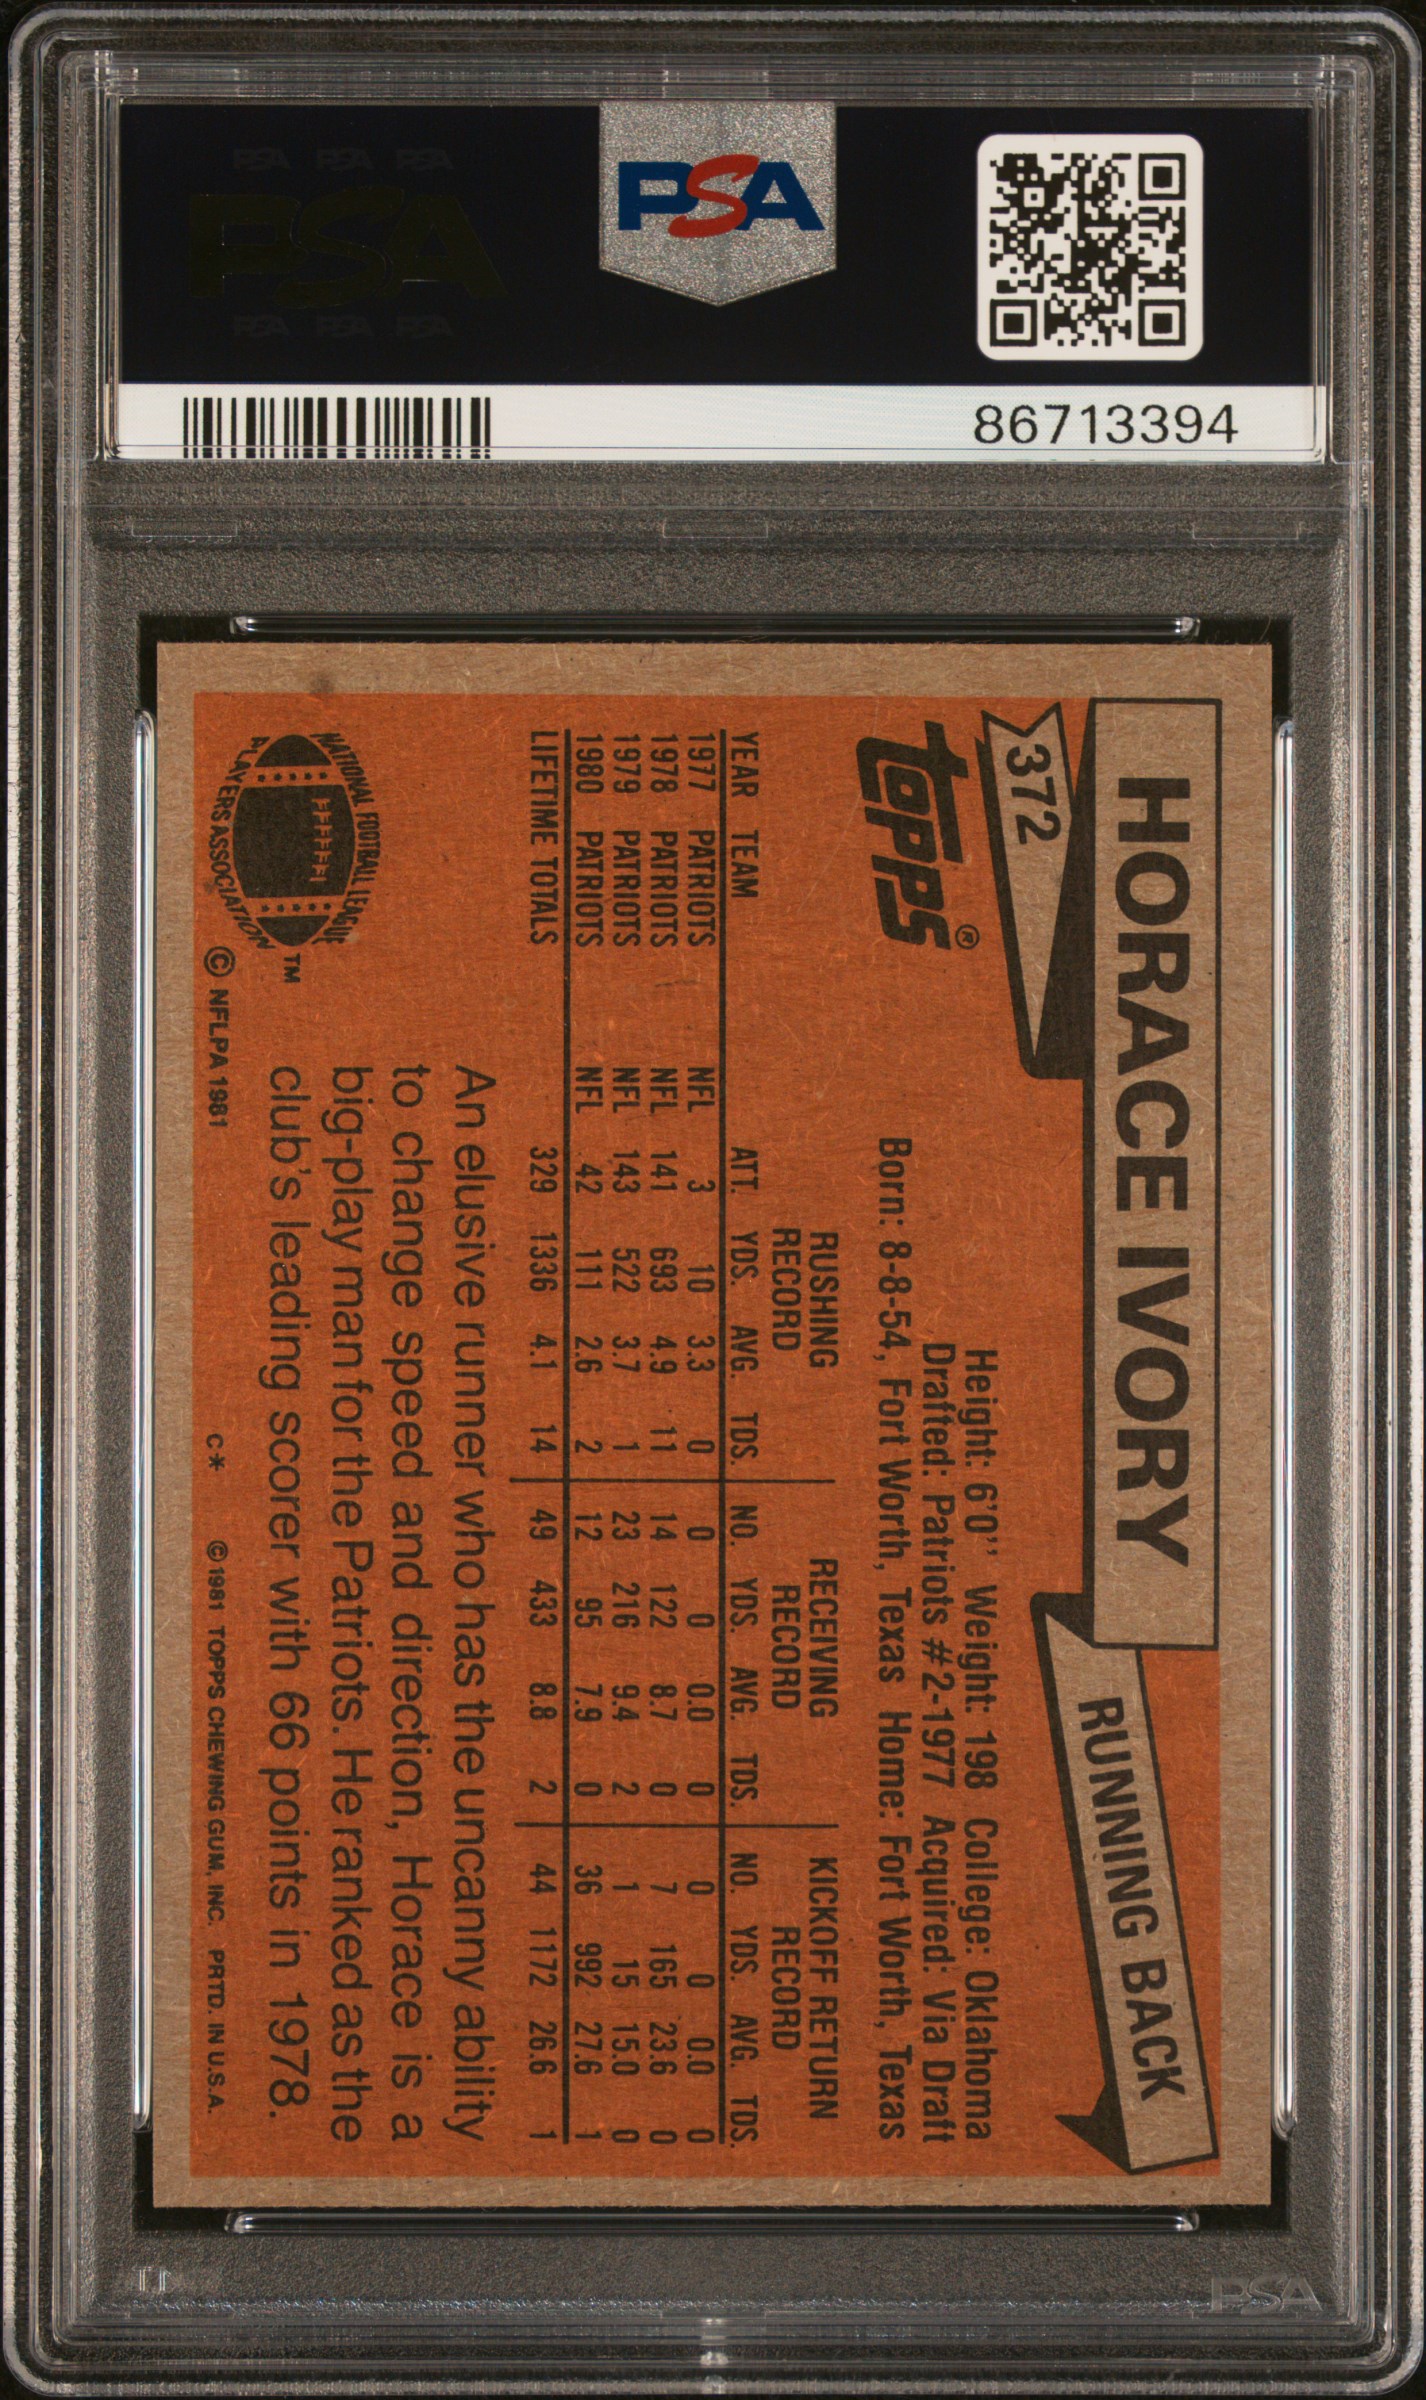 PSA PSA PSA
PSA
PSA PSA PSA
PSA
86713394
HORACE IVORY
RUNNING BACK
372
topps®
Height: 6'0" Weight: 198 College: Oklahoma
Drafted: Patriots #2-1977 Acquired: Via Draft
Born: 8-8-54, Fort Worth, Texas Home: Fort Worth, Texas
RUSHING RECORD RECEIVING RECORD KICKOFF RETURN RECORD
YEAR TEAM ATT. YDS. AVG. TDS. NO. YDS. AVG. TDS. NO. YDS. AVG. TDS.
1977 PATRIOTS NFL 3 10 3.3 0 0 0 0.0 0 0 0 0.0 0
1978 PATRIOTS NFL 141 693 4.9 11 14 122 8.7 0 7 165 23.6 0
1979 PATRIOTS NFL 143 522 3.7 1 23 216 9.4 2 1 15 15.0 0
1980 PATRIOTS NFL 42 111 2.6 2 12 95 7.9 0 36 992 27.6 1
LIFETIME TOTALS 329 1336 4.1 14 49 433 8.8 2 44 1172 26.6 1
An elusive runner who has the uncanny ability
to change speed and direction, Horace is a
big-play man for the Patriots. He ranked as the
club's leading scorer with 66 points in 1978.
NATIONAL FOOTBALL LEAGUE
PLAYERS ASSOCIATION
TM
© NFLPA 1981
C* © 1981 TOPPS CHEWING GUM, INC. PRTD. IN U.S.A.
PSA